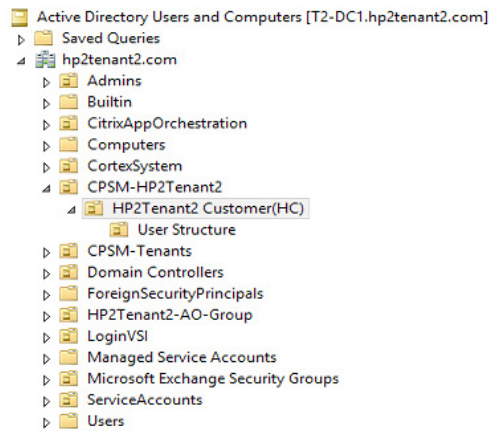 Active Directory Users and Computers [T2-DC1.hp2tenant2.com]
Saved Queries
hp2tenant2.com
Admins
Builtin
CitrixAppOrchestration
Computers
CortexSystem
CPSM-HP2Tenant2
HP2Tenant2 Customer(HC)
User Structure
CPSM-Tenants
Domain Controllers
ForeignSecurityPrincipals
HP2Tenant2-AO-Group
LoginVSI
Managed Service Accounts
Microsoft Exchange Security Groups
ServiceAccounts
Users